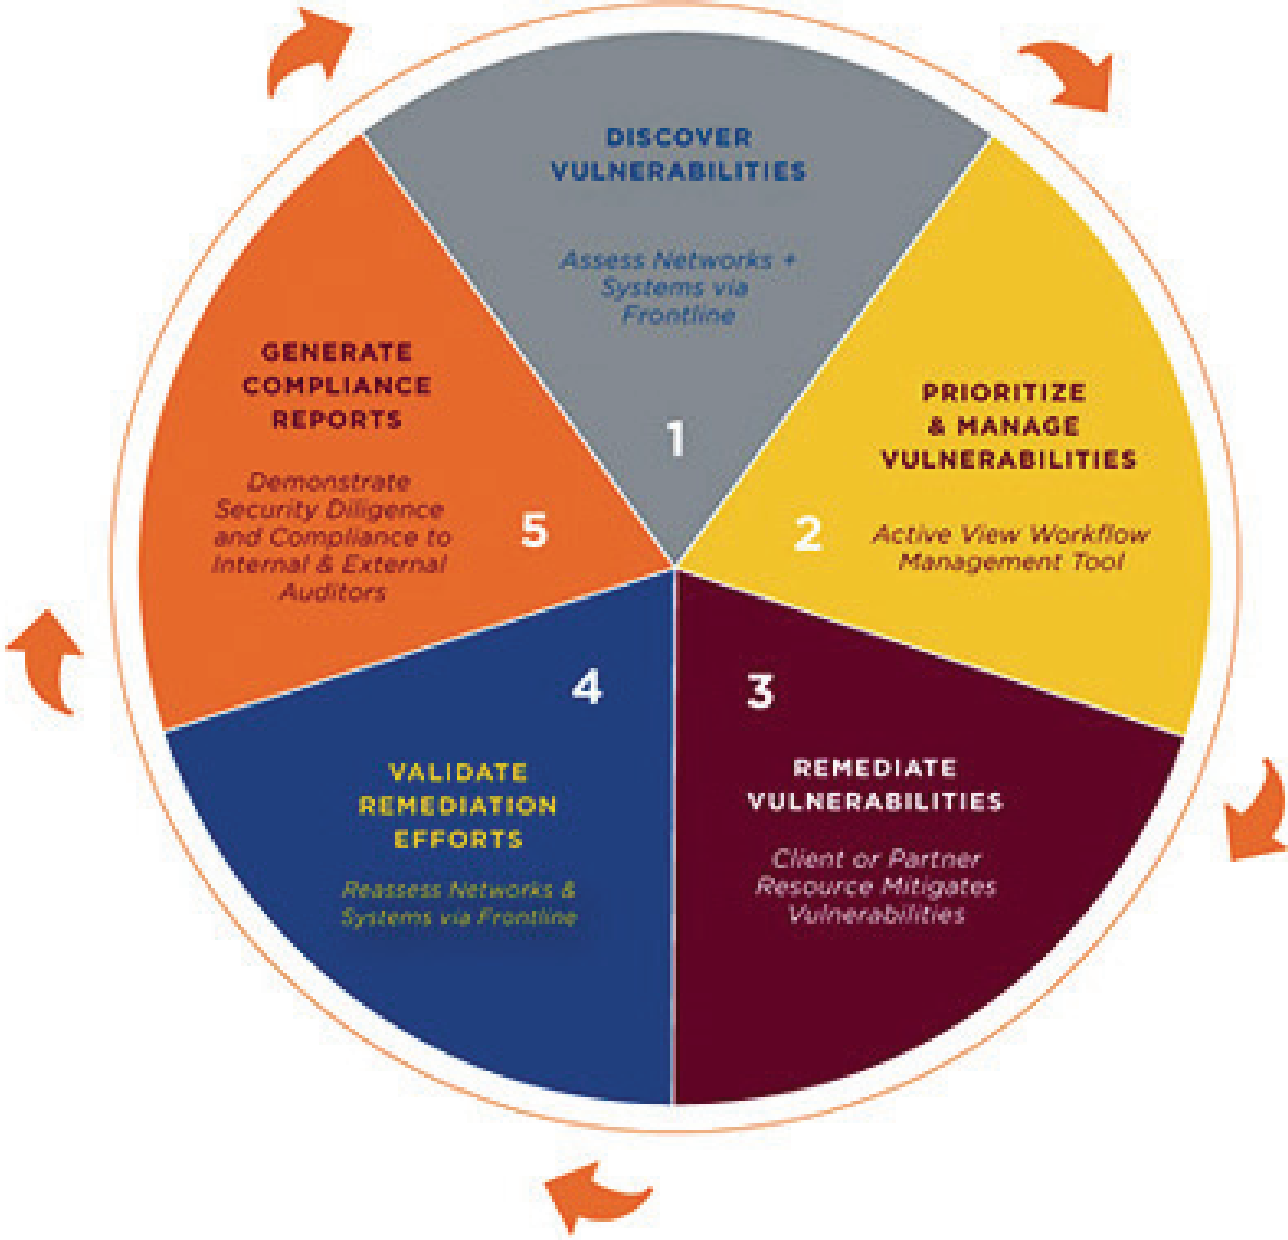 DISCOVER
VULNERABILITIES
Assess Networks +
Systems via
Frontline
1
PRIORITIZE
& MANAGE
VULNERABILITIES
2
Active View Workflow
Management Tool
3
REMEDIATE
VULNERABILITIES
Client or Partner
Resource Mitigates
Vulnerabilities
4
VALIDATE
REMEDIATION
EFFORTS
Reassess Networks &
Systems via Frontline
GENERATE
COMPLIANCE
REPORTS
Demonstrate
Security Diligence
and Compliance to
Internal & External
Auditors
5